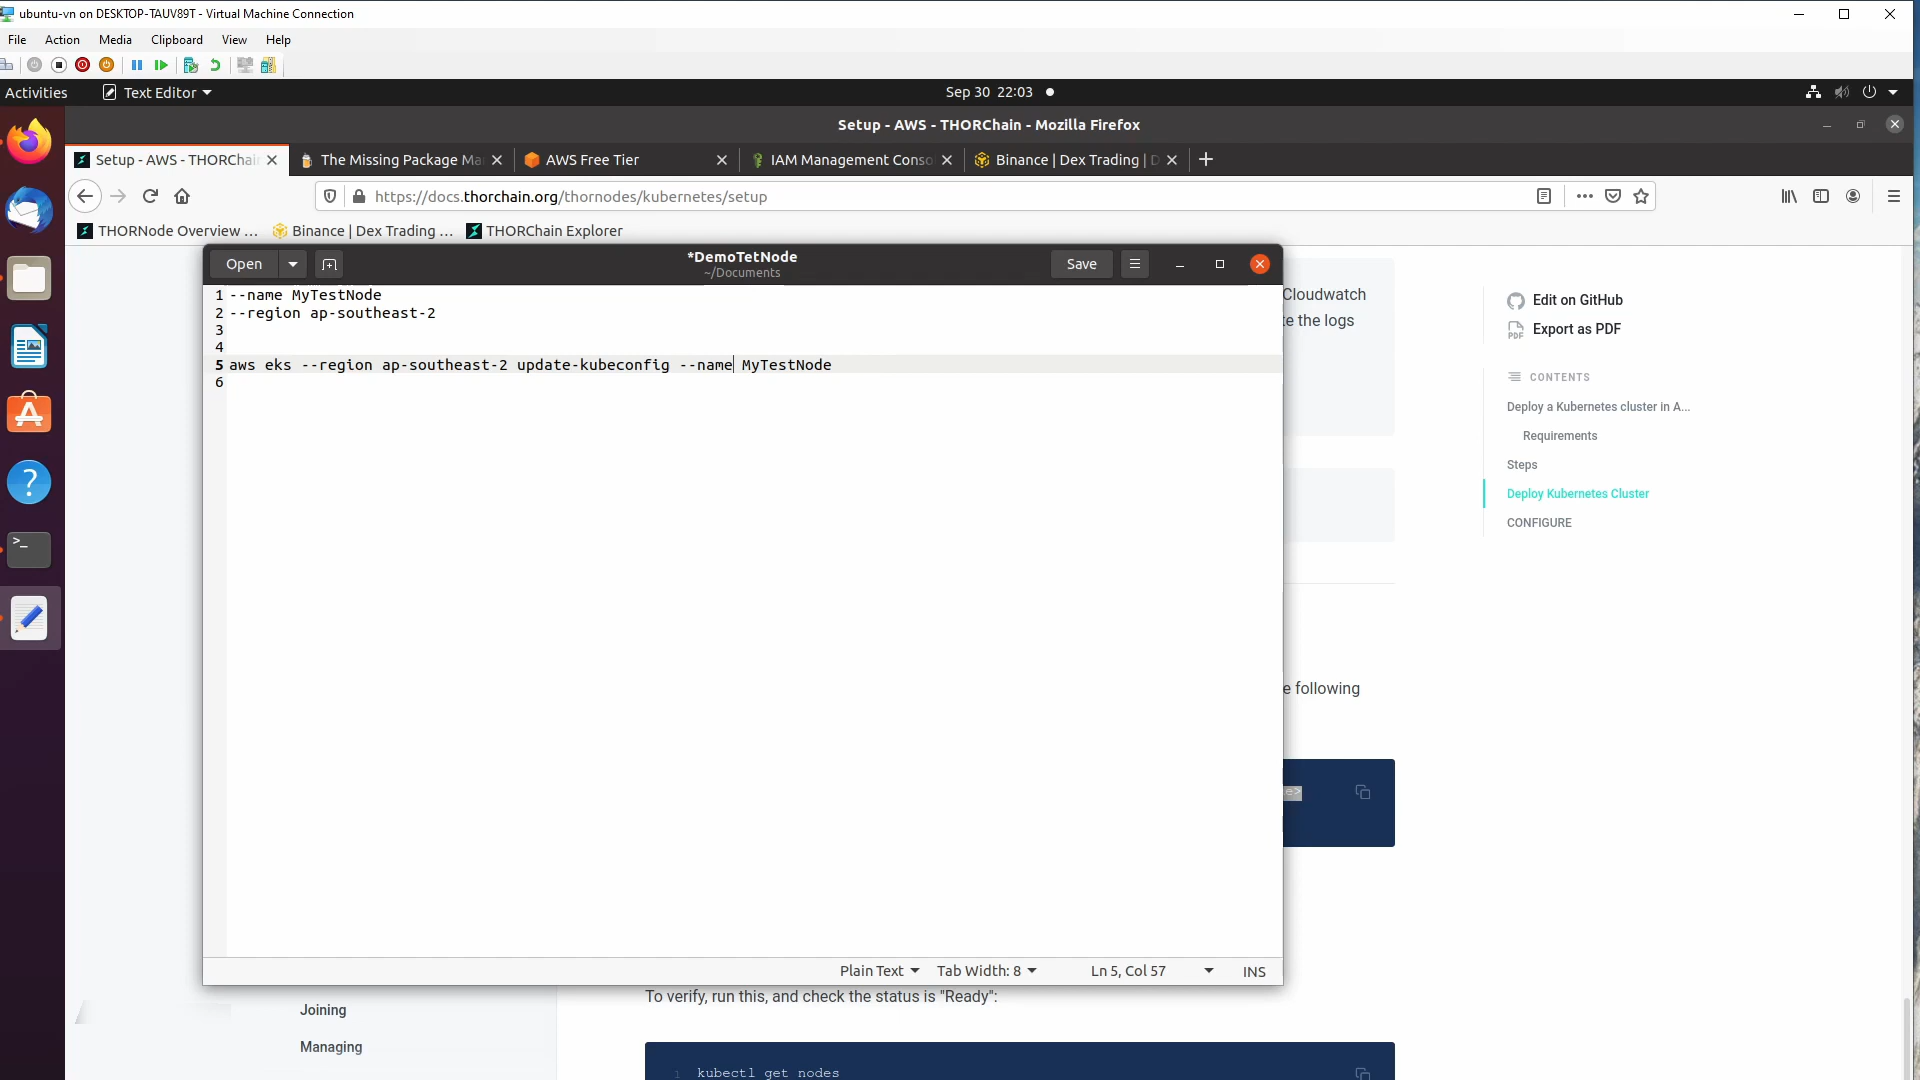 ubuntu-vn on DESKTOP-TAUV89T - Virtual Machine Connection
File Action Media Clipboard View Help
Activities Text Editor Sep 30 22:03
Setup - AWS - THORChain - Mozilla Firefox
Setup - AWS - THORChain The Missing Package Ma AWS Free Tier IAM Management Conso Binance | Dex Trading | D
https://docs.thorchain.org/thornodes/kubernetes/setup
THORNode Overview ... Binance | Dex Trading ... THORChain Explorer
Open *DemoTetNode Save
~/Documents
1 --name MyTestNode
2 --region ap-southeast-2
3
4
5 aws eks --region ap-southeast-2 update-kubeconfig --name MyTestNode
6
Cloudwatch
te the logs
Edit on GitHub
PDF Export as PDF
CONTENTS
Deploy a Kubernetes cluster in A...
Requirements
Steps
Deploy Kubernetes Cluster
CONFIGURE
e following
e>
Plain Text Tab Width: 8 Ln 5, Col 57 INS
To verify, run this, and check the status is "Ready":
Joining
Managing
1 kubectl get nodes